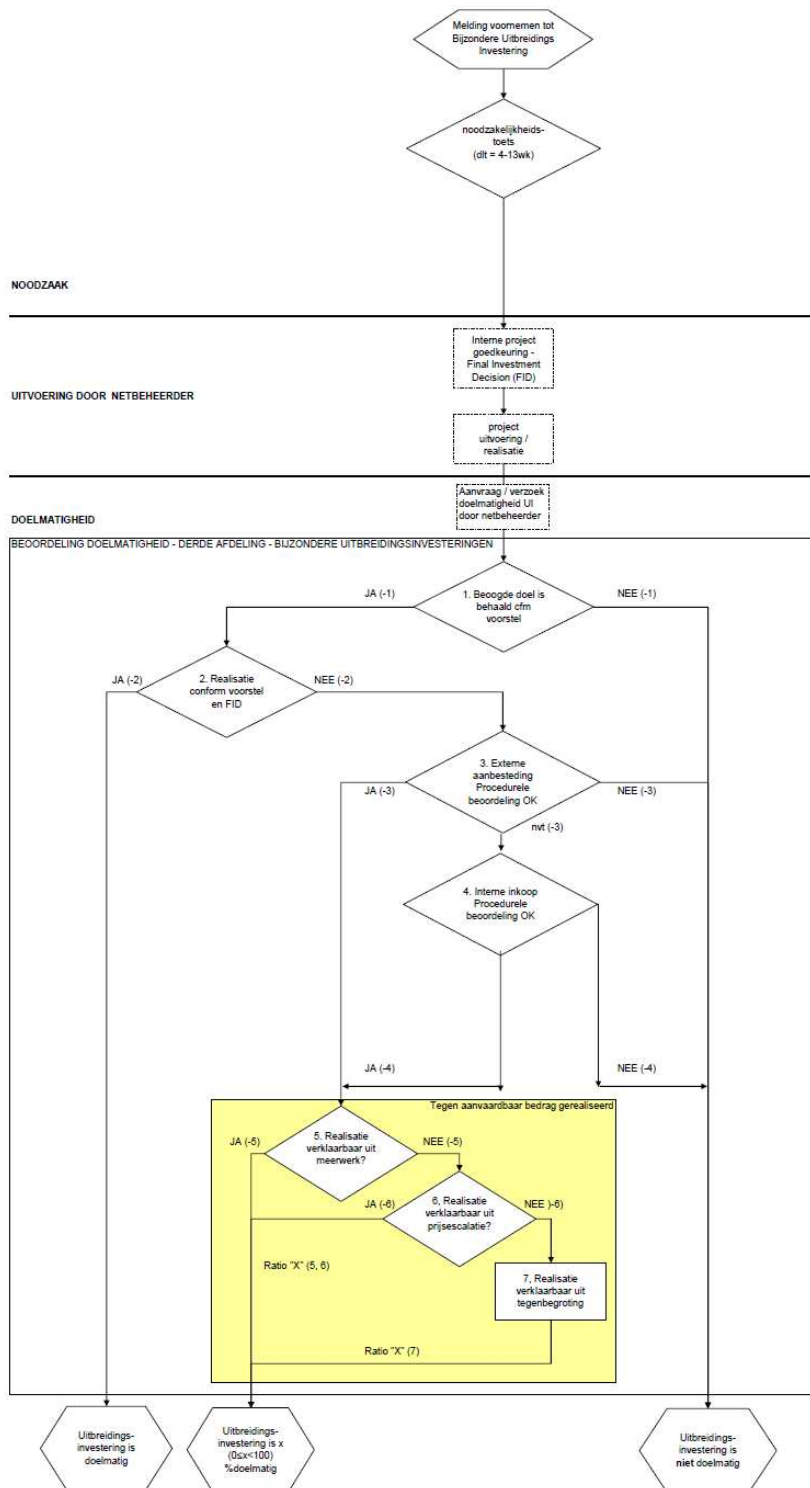 Melding voornemen tot
Bijzondere Uitbreidings
Investering
noodzakelijkheids-
toets
(dlt = 4-13wk)
NOODZAAK
Interne project
goedkeuring -
Final Investment
Decision (FID)
UITVOERING DOOR NETBEHEERDER
project
uitvoering /
realisatie
Aanvraag / verzoek
doelmatigheid UI
door netbeheerder
DOELMATIGHEID
BEOORDELING DOELMATIGHEID - DERDE AFDELING - BIJZONDERE UITBREIDINGSINVESTERINGEN
JA (-1)
1. Beoogde doel is
behaald cfm
voorstel
NEE (-1)
JA (-2)
2. Realisatie
conform voorstel
en FID
NEE (-2)
3. Externe
aanbesteding
Procedurele
beoordeling OK
JA (-3)
NEE (-3)
nvt (-3)
4. Interne inkoop
Procedurele
beoordeling OK
JA (-4)
NEE (-4)
Tegen aanvaardbaar bedrag gerealiseerd
JA (-5)
5. Realisatie
verklaarbaar uit
meerwerk?
NEE (-5)
JA (-6)
6, Realisatie
verklaarbaar uit
prijsescalatie?
NEE )-6)
Ratio "X" (5, 6)
7, Realisatie
verklaarbaar uit
tegenbegroting
Ratio "X" (7)
Uitbreidings-
investering is
doelmatig
Uitbreidings-
investering is x
(0≤x<100)
%doelmatig
Uitbreidings-
investering is
niet doelmatig